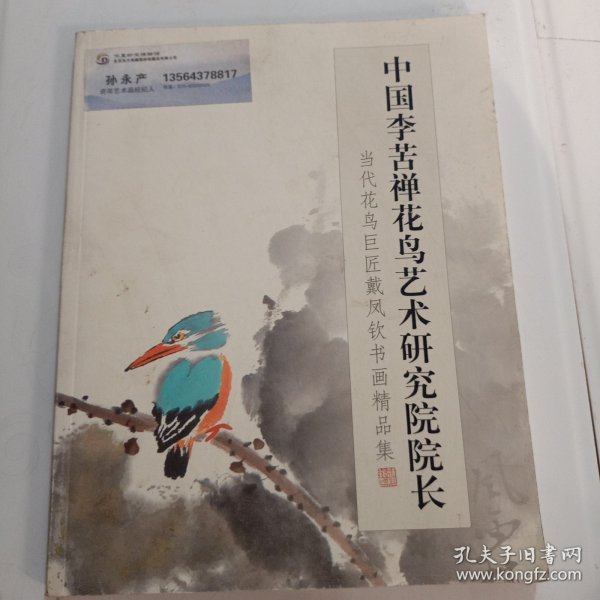 孙永产 13564378817
中国李苦禅花鸟艺术研究院院长
当代花鸟巨匠戴凤钦书画精品集
孔夫子旧书网
www.kongfz.com